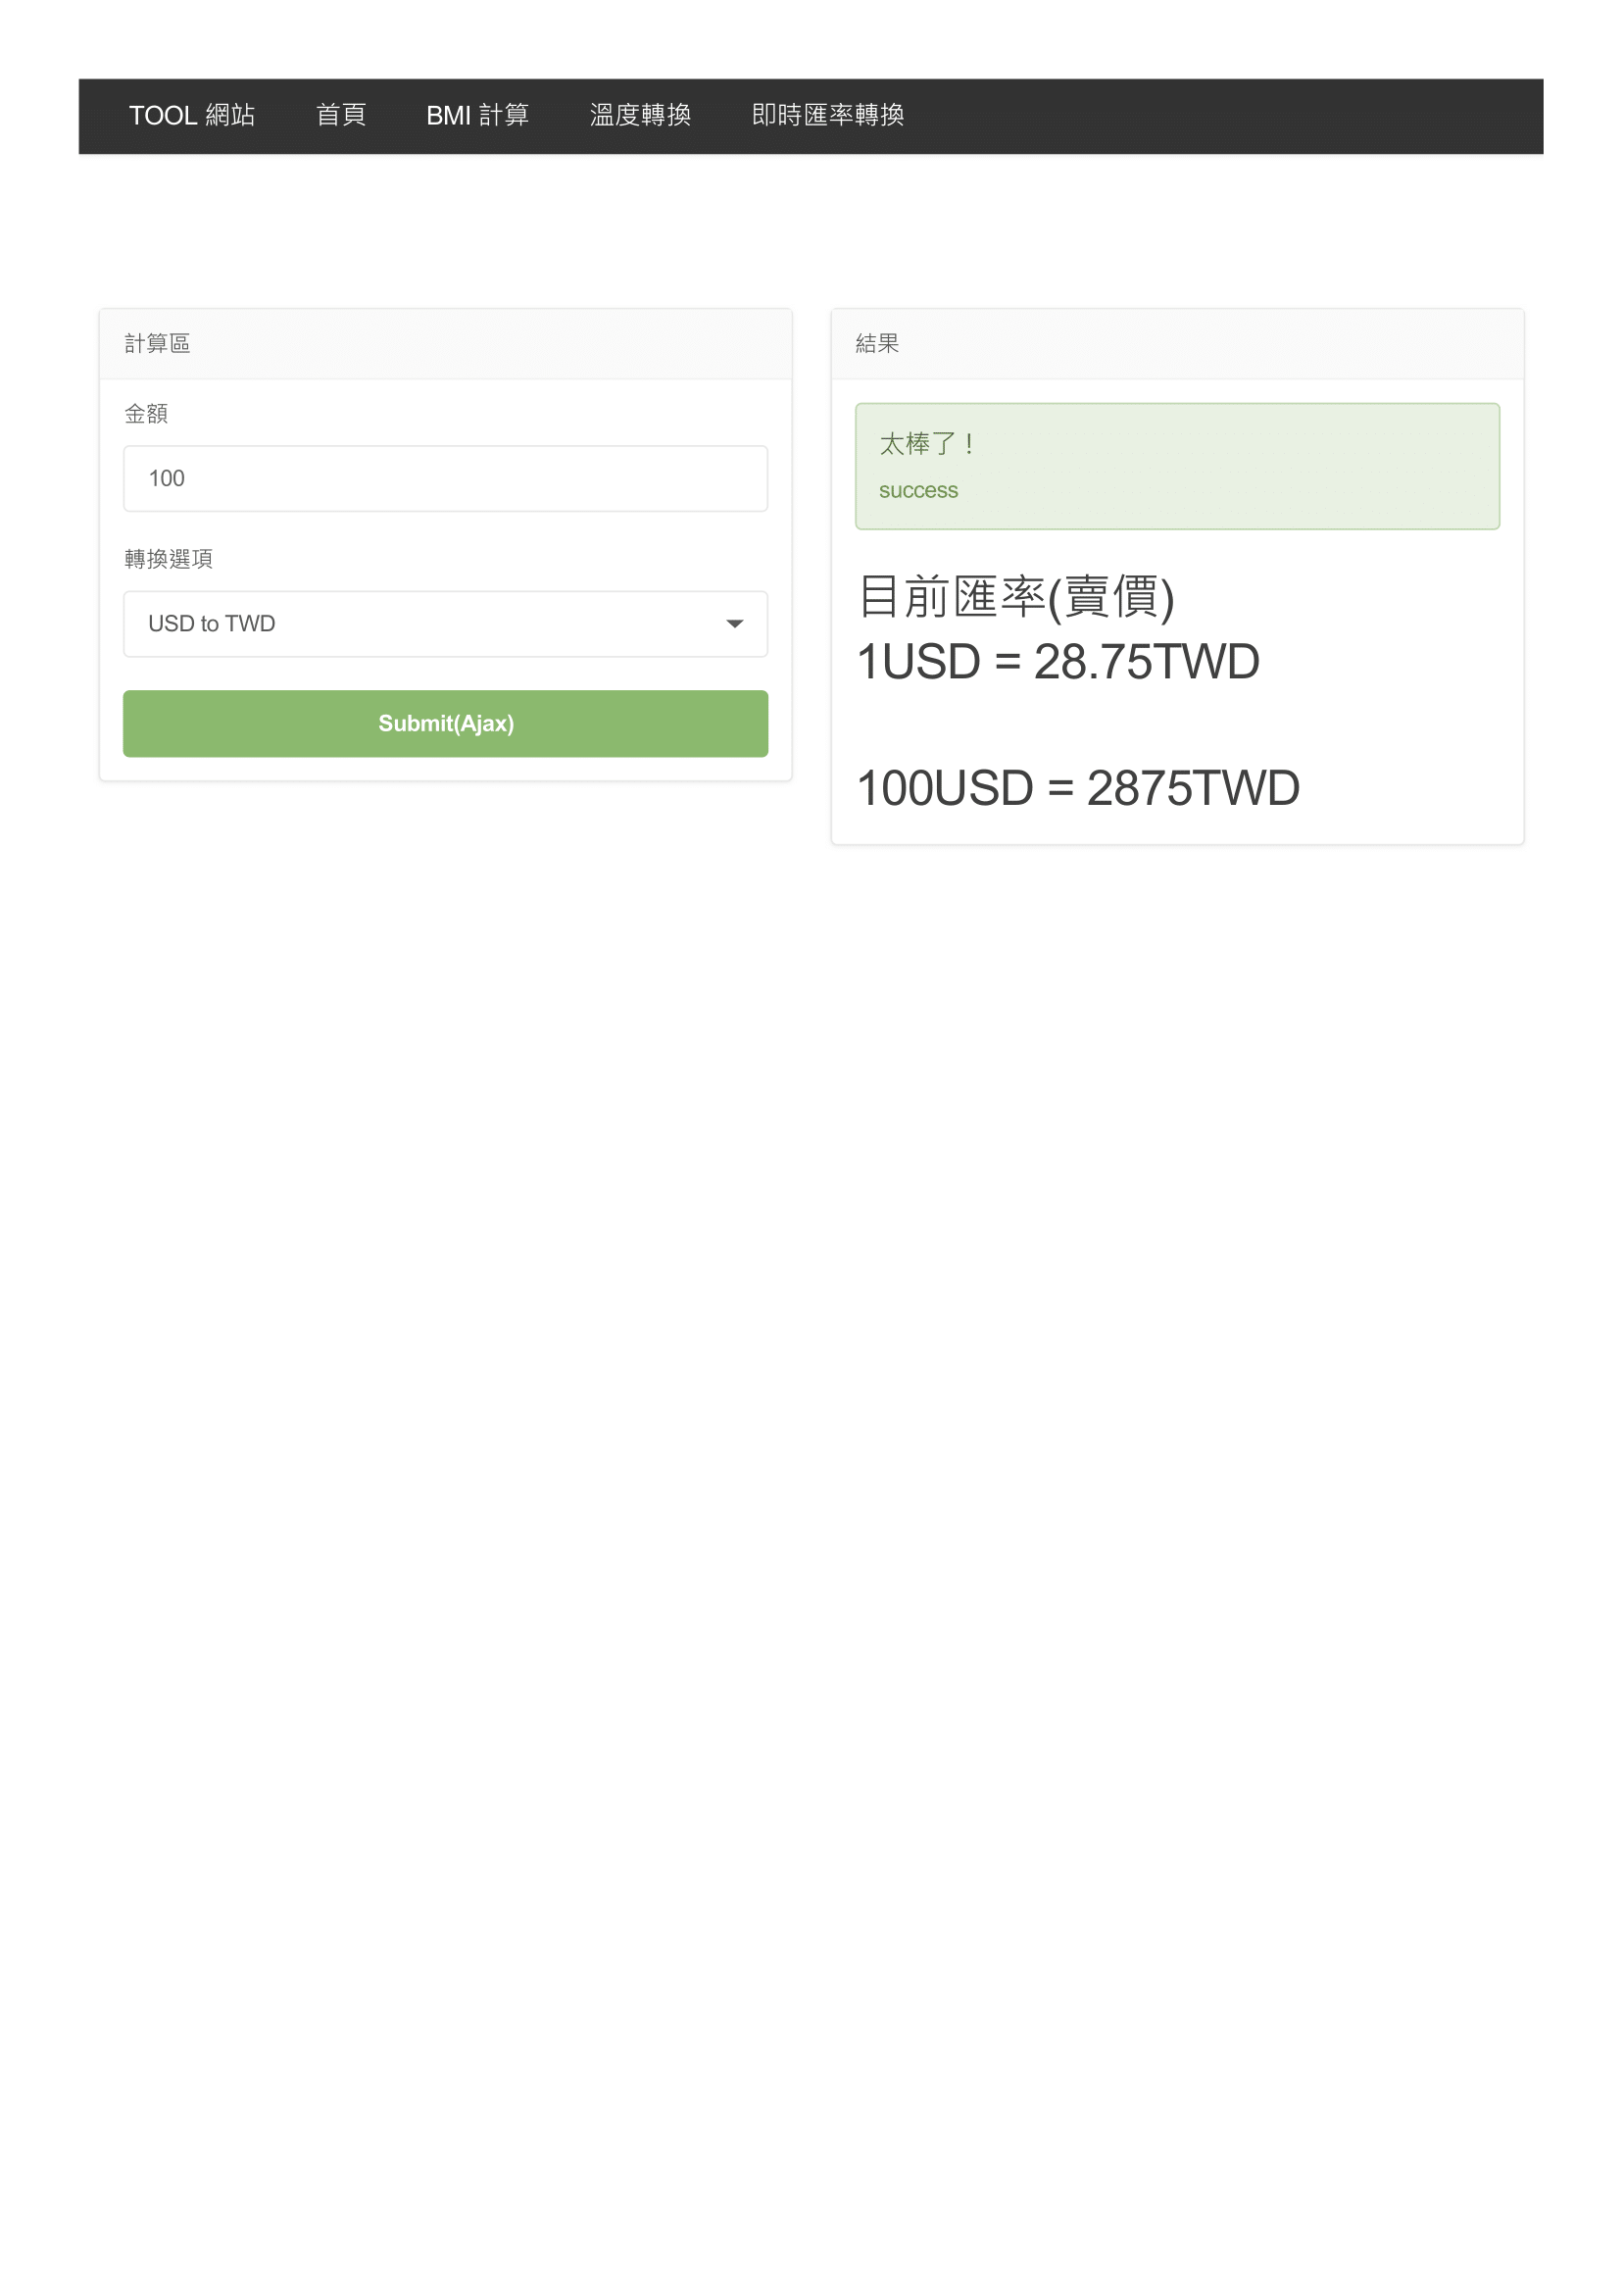 TOOL 網站 首頁 BMI 計算 溫度轉換 即時匯率轉換
計算區
金額
100
轉換選項
USD to TWD
Submit(Ajax)
結果
太棒了！
success
目前匯率(賣價)
1USD = 28.75TWD
100USD = 2875TWD